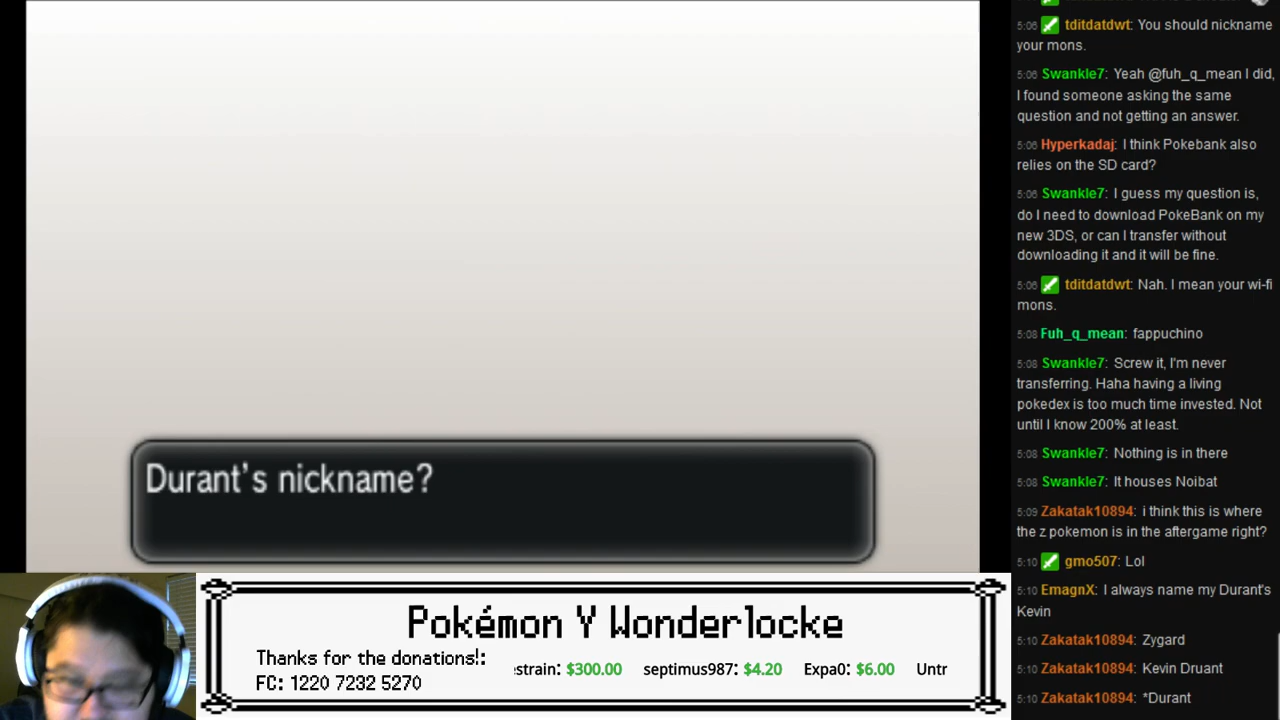 Durant's nickname?
Pokémon Y Wonderlocke
Thanks for the donations!:
FC: 1220 7232 5270
estrain: $300.00 septimus987: $4.20 Expa0: $6.00 Untr
5:06 tditdatdwt: You should nickname
your mons.
5:06 Swankle7: Yeah @fuh_q_mean I did,
I found someone asking the same
question and not getting an answer.
5:06 Hyperkadaj: I think Pokebank also
relies on the SD card?
5:06 Swankle7: I guess my question is,
do I need to download PokeBank on my
new 3DS, or can I transfer without
downloading it and it will be fine.
5:06 tditdatdwt: Nah. I mean your wi-fi
mons.
5:08 Fuh_q_mean: fappuchino
5:08 Swankle7: Screw it, I'm never
transferring. Haha having a living
pokedex is too much time invested. Not
until I know 200% at least.
5:08 Swankle7: Nothing is in there
5:08 Swankle7: It houses Noibat
5:09 Zakatak10894: i think this is where
the z pokemon is in the aftergame right?
5:10 gmo507: Lol
5:10 EmagnX: I always name my Durant's
Kevin
5:10 Zakatak10894: Zygard
5:10 Zakatak10894: Kevin Druant
5:10 Zakatak10894: *Durant